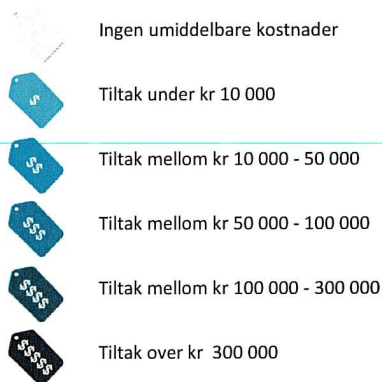 Ingen umiddelbare kostnader
$
Tiltak under kr 10 000
$$
Tiltak mellom kr 10 000 - 50 000
$$$
Tiltak mellom kr 50 000 - 100 000
$$$$
Tiltak mellom kr 100 000 - 300 000
$$$$$
Tiltak over kr 300 000